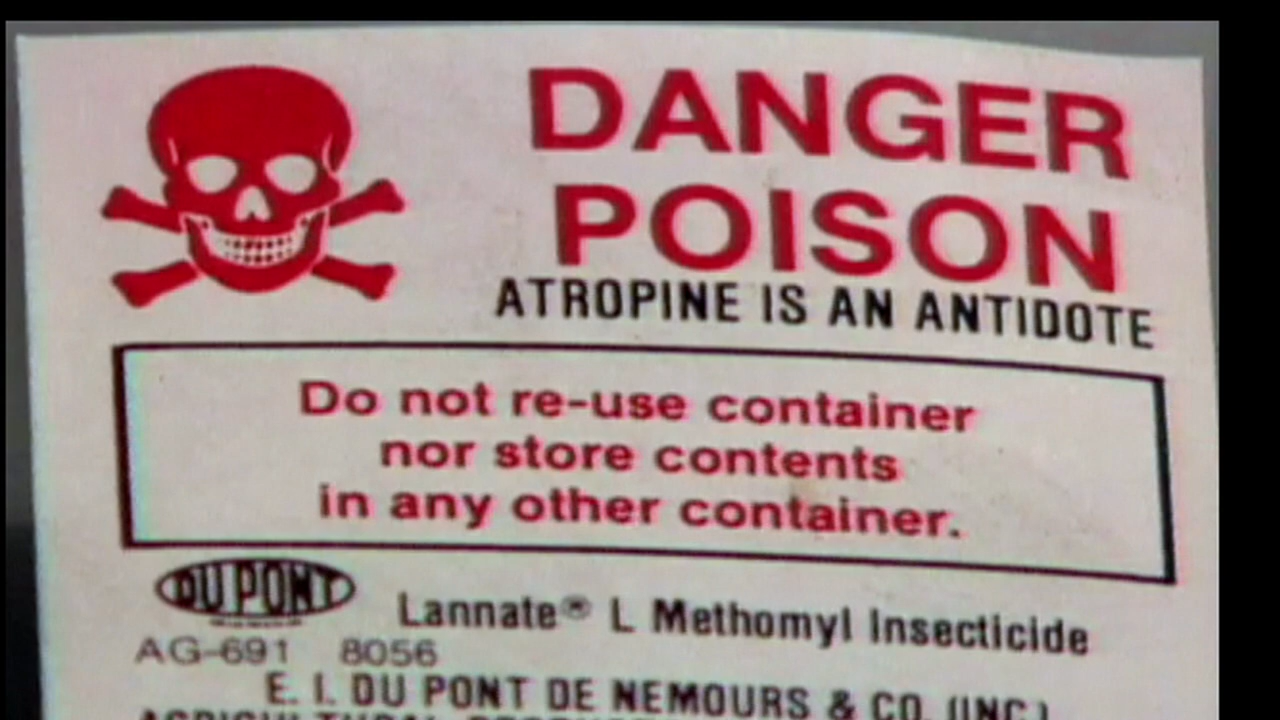 DANGER
POISON
ATROPINE IS AN ANTIDOTE
Do not re-use container
nor store contents
in any other container.
DU PONT
Lannate® L Methomyl Insecticide
AG-691 8056
E. I. DU PONT DE NEMOURS & CO. (INC.)